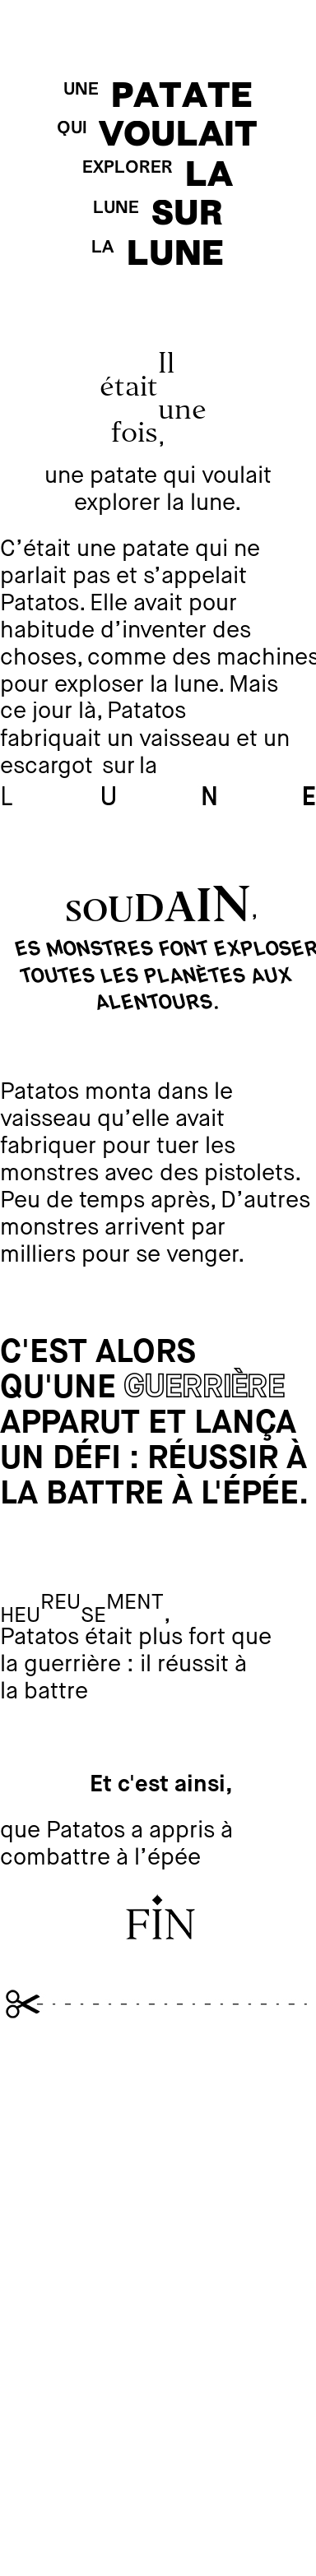 UNE PATATE
QUI VOULAIT
EXPLORER LA
LUNE SUR
LA LUNE
Il
était
une
fois,
une patate qui voulait
explorer la lune.
C’était une patate qui ne
parlait pas et s’appelait
Patatos. Elle avait pour
habitude d’inventer des
choses, comme des machines
pour exploser la lune. Mais
ce jour là, Patatos
fabriquait un vaisseau et un
escargot sur la
L U N E
SOUDAIN,
ES MONSTRES FONT EXPLOSER
TOUTES LES PLANÈTES AUX
ALENTOURS.
Patatos monta dans le
vaisseau qu’elle avait
fabriquer pour tuer les
monstres avec des pistolets.
Peu de temps après, D’autres
monstres arrivent par
milliers pour se venger.
C'EST ALORS
QU'UNE GUERRIÈRE
APPARUT ET LANÇA
UN DÉFI : RÉUSSIR À
LA BATTRE À L'ÉPÉE.
HEUREUSEMENT,
Patatos était plus fort que
la guerrière : il réussit à
la battre
Et c'est ainsi,
que Patatos a appris à
combattre à l’épée
FIN